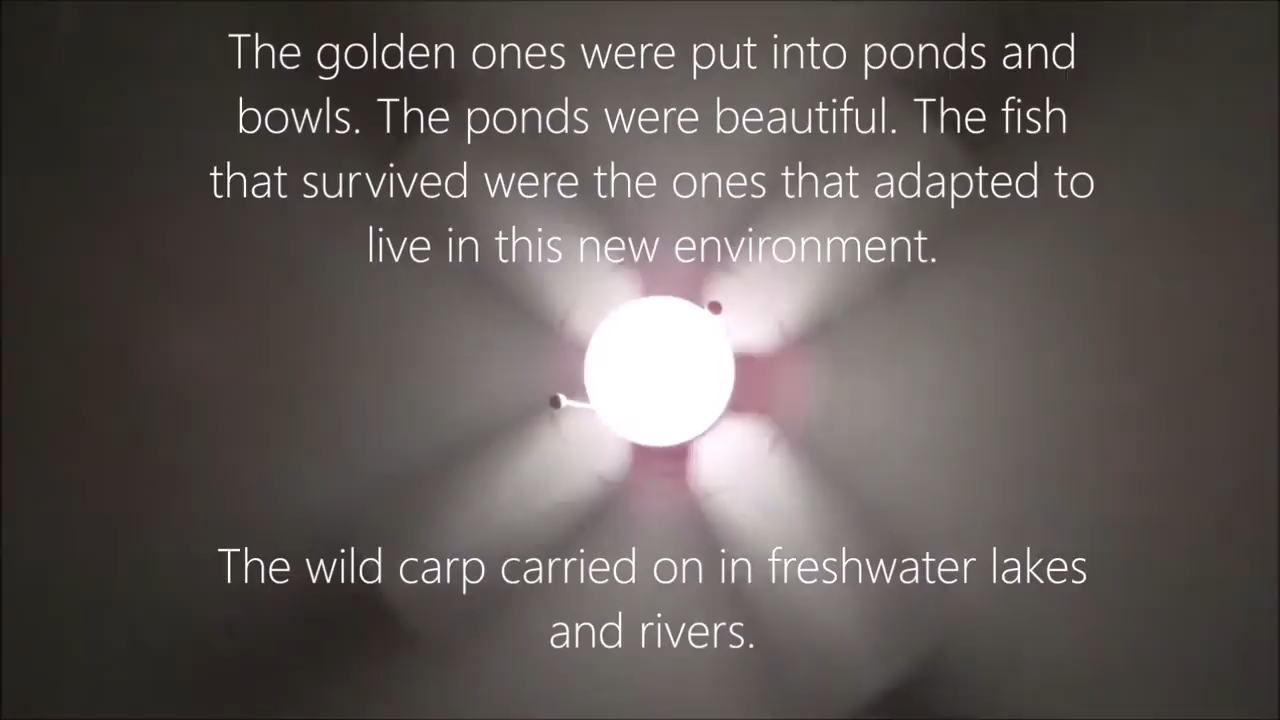 The golden ones were put into ponds and
bowls. The ponds were beautiful. The fish
that survived were the ones that adapted to
live in this new environment.
The wild carp carried on in freshwater lakes
and rivers.